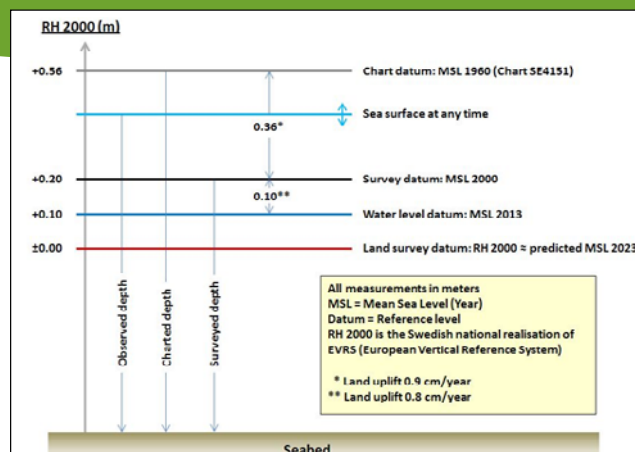 RH 2000 (m)
+0.56
Chart datum: MSL 1960 (Chart SE4151)
Sea surface at any time
0.36*
+0.20
Survey datum: MSL 2000
0.10**
+0.10
Water level datum: MSL 2013
±0.00
Land survey datum: RH 2000 ≈ predicted MSL 2023
Observed depth
Charted depth
Surveyed depth
All measurements in meters
MSL = Mean Sea Level (Year)
Datum = Reference level
RH 2000 is the Swedish national realisation of
EVRS (European Vertical Reference System)
* Land uplift 0.9 cm/year
** Land uplift 0.8 cm/year
Seabed